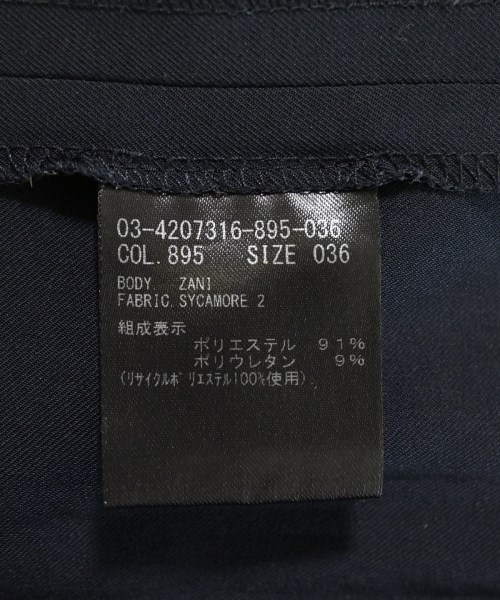 03-4207316-895-036
COL.895 SIZE 036
BODY. ZANI
FABRIC.SYCAMORE 2
組成表示
ポリエステル 91%
ポリウレタン 9%
(リサイクルポリエステル100%使用)